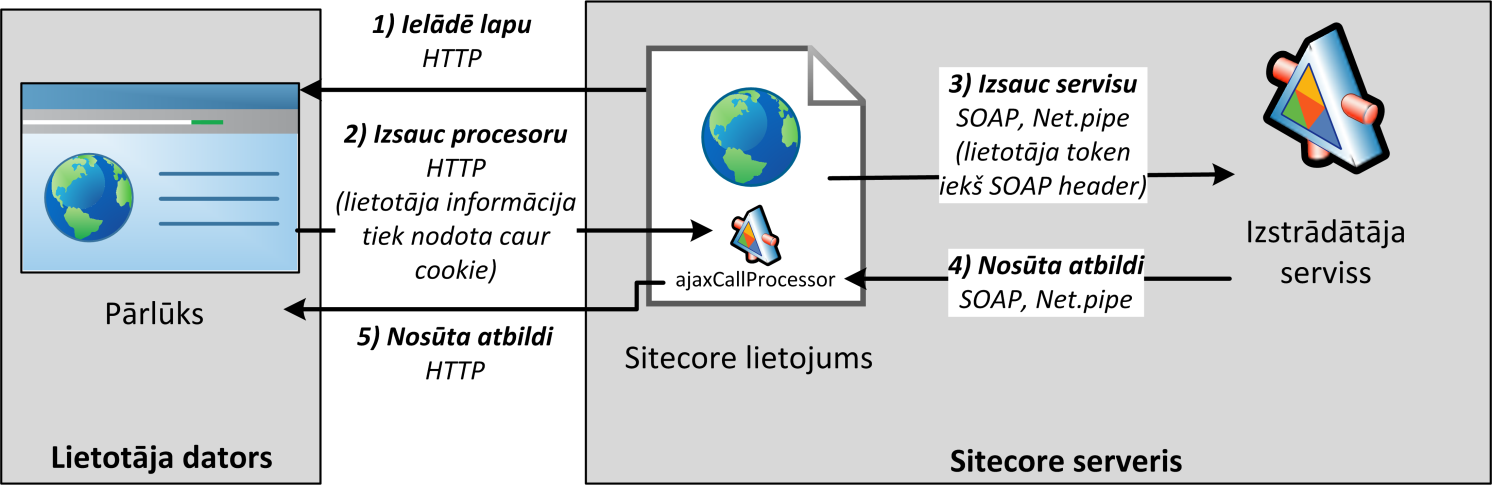 1) Ielādē lapu
HTTP
2) Izsauc procesoru
HTTP
(lietotāja informācija
tiek nodota caur
cookie)
5) Nosūta atbildi
HTTP
Pārlūks
Lietotāja dators
ajaxCallProcessor
Sitecore lietojums
3) Izsauc servisu
SOAP, Net.pipe
(lietotāja token
iekš SOAP header)
4) Nosūta atbildi
SOAP, Net.pipe
Izstrādātāja
serviss
Sitecore serveris